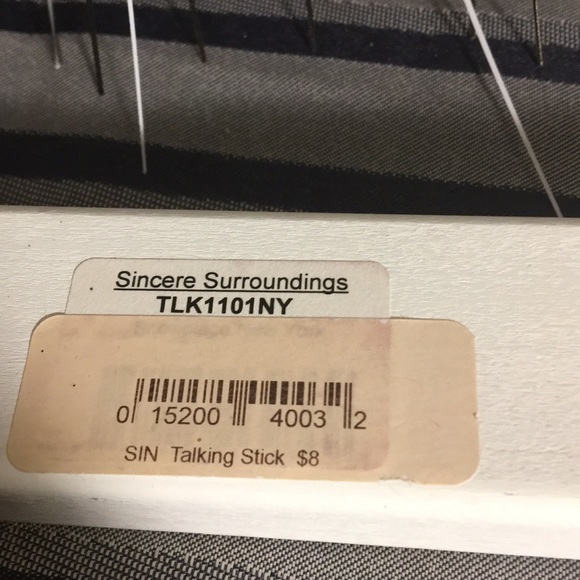 Sincere Surroundings
TLK1101NY
0 15200 4003 2
SIN Talking Stick $8